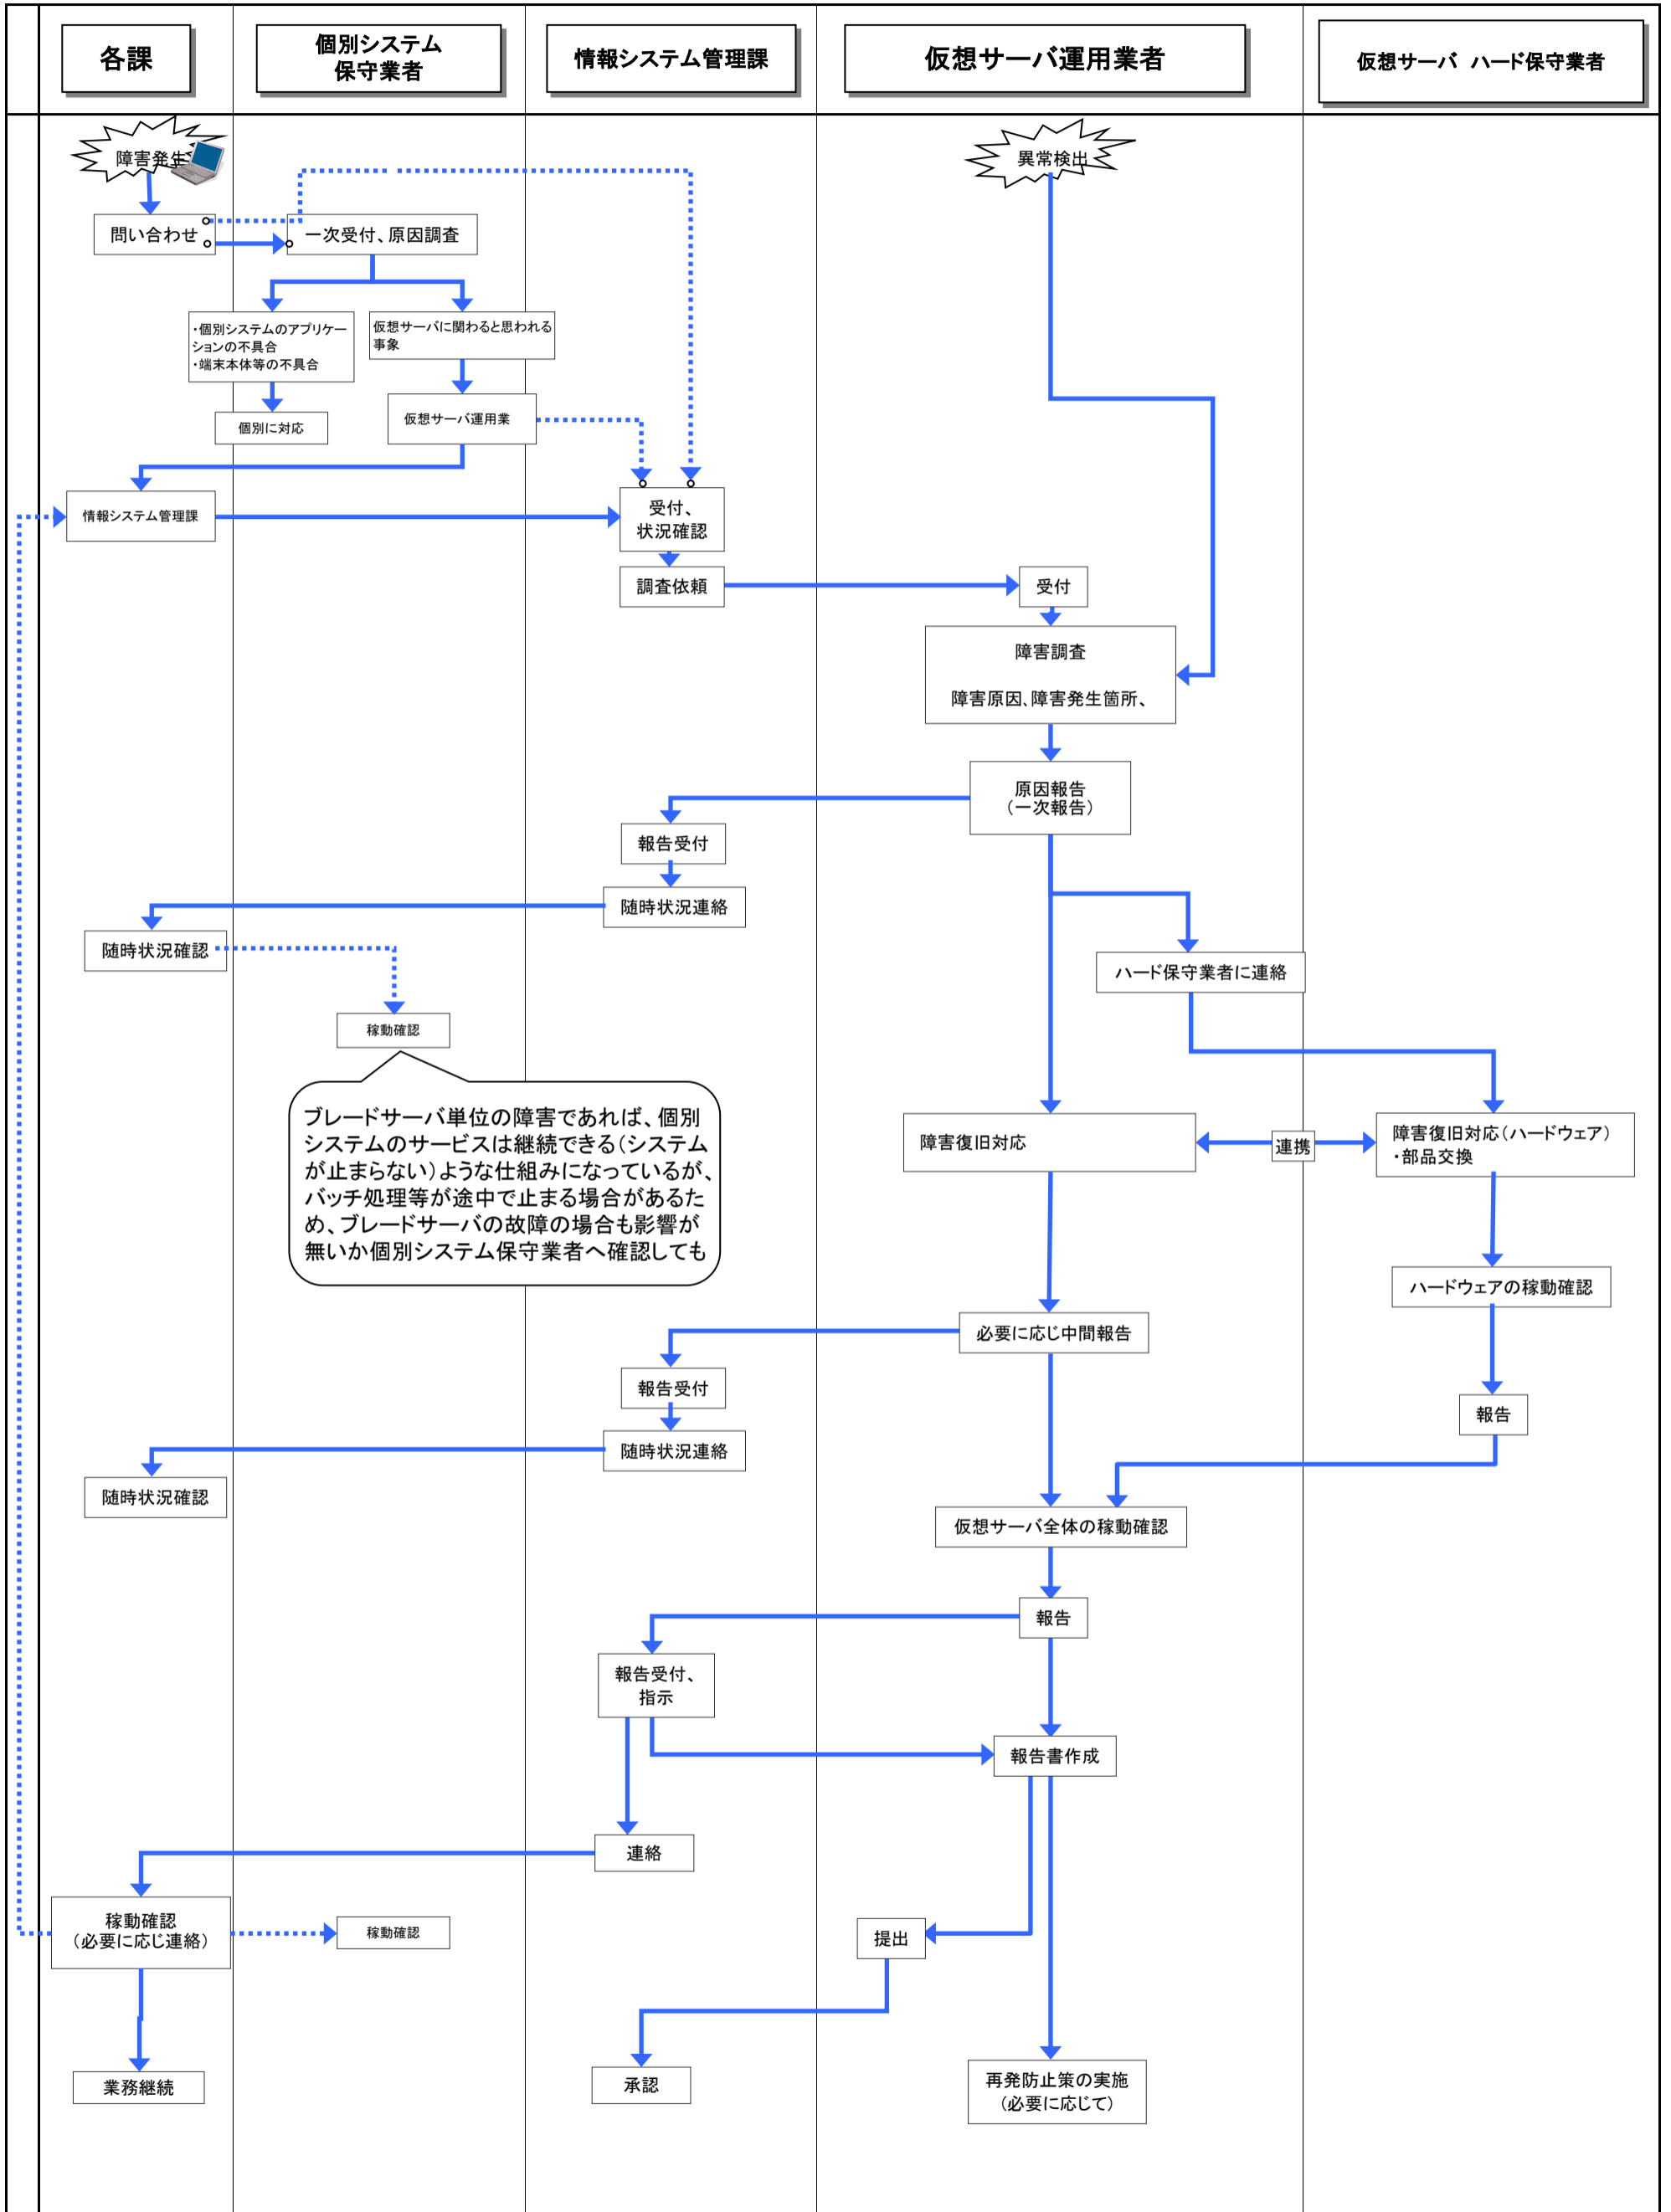 各課
個別システム
保守業者
情報システム管理課
仮想サーバ運用業者
仮想サーバ ハード保守業者
障害発生
異常検出
問い合わせ
一次受付、原因調査
・個別システムのアプリケー
ションの不具合
・端末本体等の不具合
仮想サーバに関わると思われる
事象
個別に対応
仮想サーバ運用業
情報システム管理課
受付、
状況確認
調査依頼
受付
障害調査
障害原因、障害発生箇所、
原因報告
（一次報告）
報告受付
随時状況連絡
随時状況確認
ハード保守業者に連絡
稼動確認
ブレードサーバ単位の障害であれば、個別
システムのサービスは継続できる（システム
が止まらない）ような仕組みになっているが、
バッチ処理等が途中で止まる場合があるた
め、ブレードサーバの故障の場合も影響が
無いか個別システム保守業者へ確認しても
障害復旧対応
連携
障害復旧対応（ハードウェア）
・部品交換
ハードウェアの稼動確認
必要に応じ中間報告
報告受付
報告
随時状況連絡
随時状況確認
仮想サーバ全体の稼動確認
報告
報告受付、
指示
報告書作成
連絡
稼動確認
（必要に応じ連絡）
稼動確認
提出
業務継続
承認
再発防止策の実施
（必要に応じて）